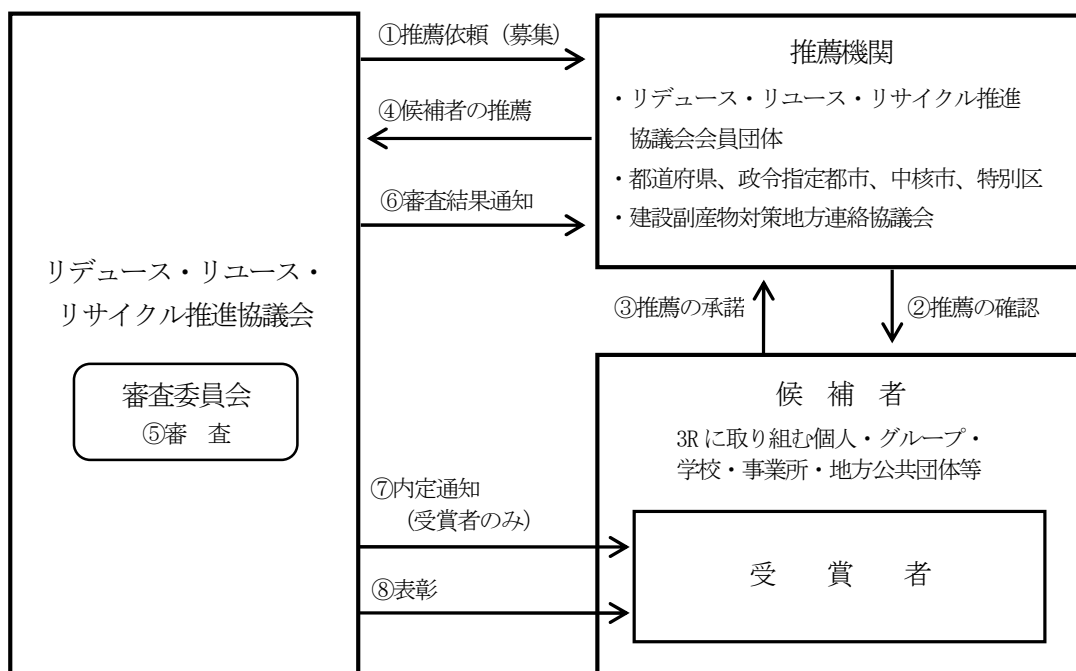 ①推薦依頼（募集）
推薦機関
・リデュース・リユース・リサイクル推進
協議会会員団体
・都道府県、政令指定都市、中核市、特別区
・建設副産物対策地方連絡協議会
④候補者の推薦
⑥審査結果通知
リデュース・リユース・
リサイクル推進協議会
審査委員会
⑤審　査
③推薦の承諾
②推薦の確認
候　補　者
3Rに取り組む個人・グループ・
学校・事業所・地方公共団体等
⑦内定通知
（受賞者のみ）
受　賞　者
⑧表彰